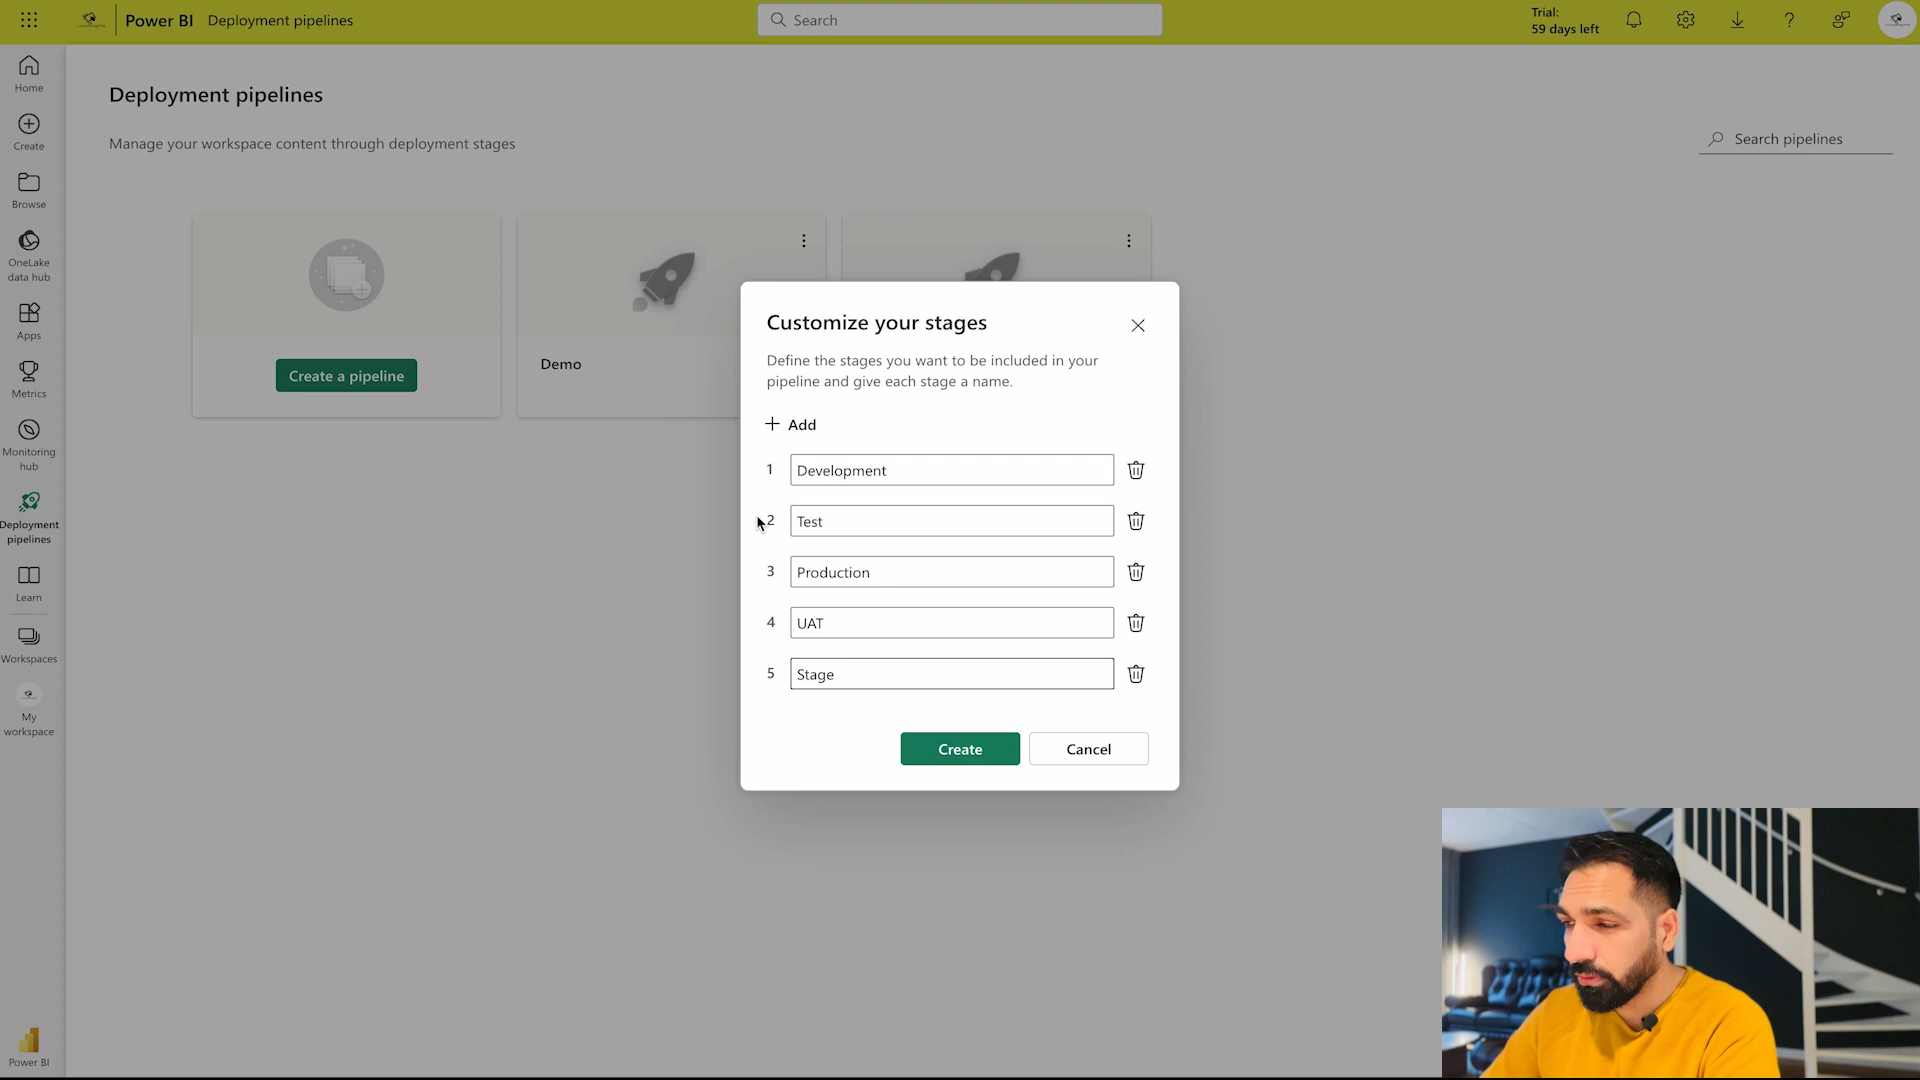 Power BI Deployment pipelines
Search
Trial:
59 days left
Home
Create
Browse
OneLake
data hub
Apps
Metrics
Monitoring
hub
Deployment
pipelines
Learn
Workspaces
My
workspace
Power BI
Deployment pipelines
Manage your workspace content through deployment stages
Search pipelines
Create a pipeline
Demo
Customize your stages
Define the stages you want to be included in your
pipeline and give each stage a name.
Add
1 Development
2 Test
3 Production
4 UAT
5 Stage
Create Cancel